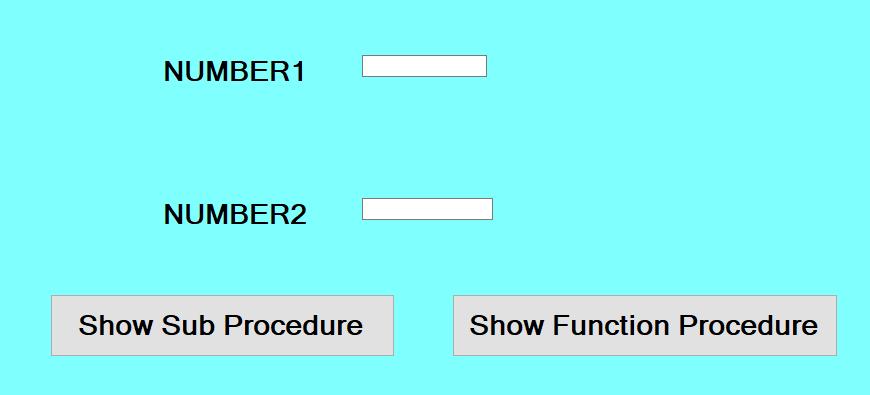 NUMBER1
NUMBER2
Show Sub Procedure
Show Function Procedure